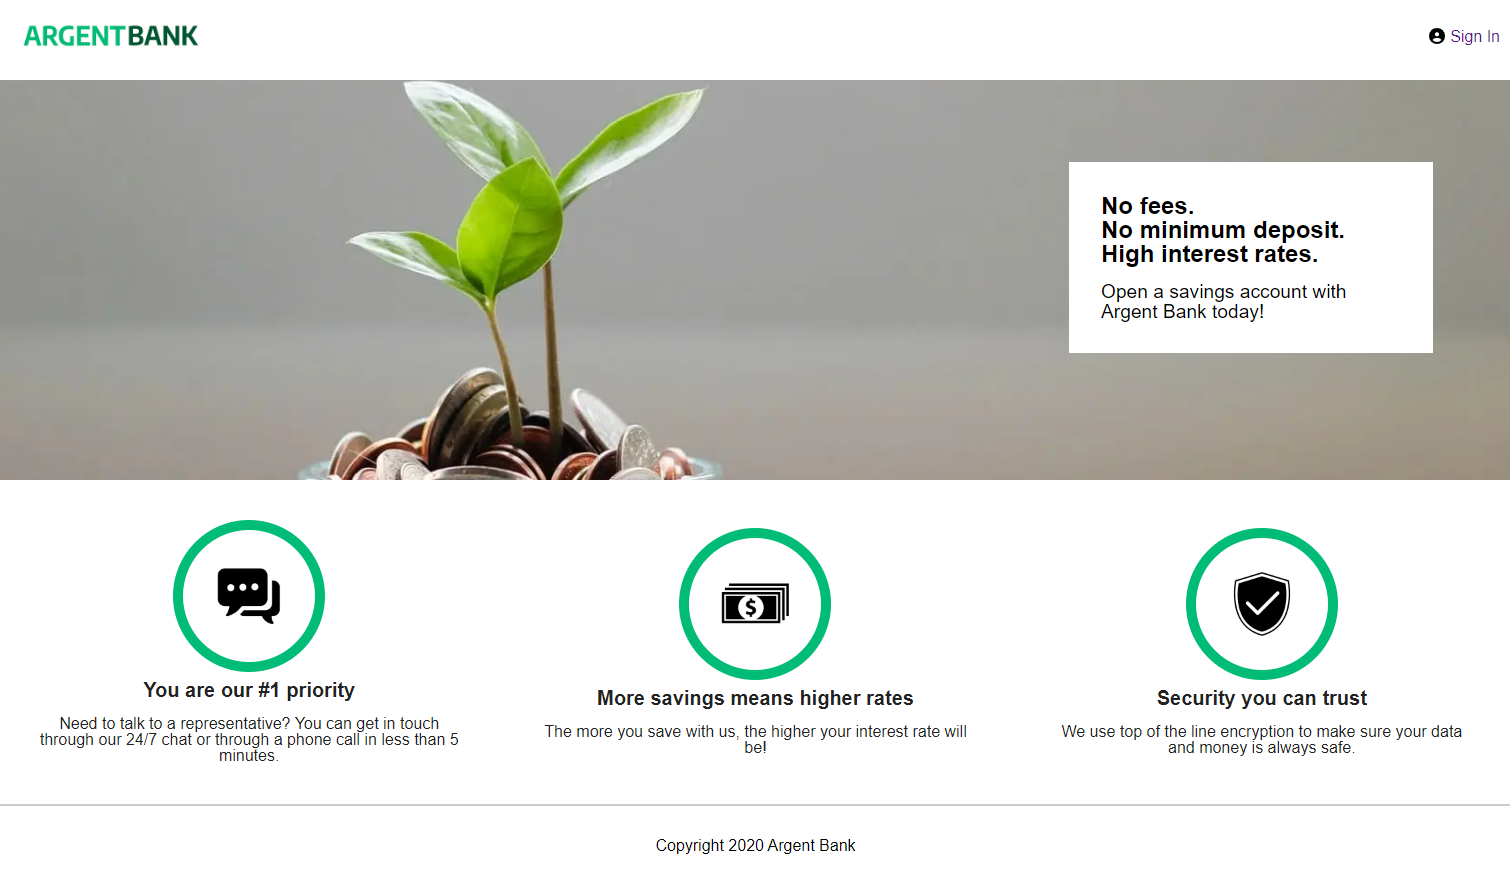 ARGENTBANK
Sign In
No fees.
No minimum deposit.
High interest rates.
Open a savings account with
Argent Bank today!
$
You are our #1 priority
Need to talk to a representative? You can get in touch
through our 24/7 chat or through a phone call in less than 5
minutes.
More savings means higher rates
The more you save with us, the higher your interest rate will
be!
Security you can trust
We use top of the line encryption to make sure your data
and money is always safe.
Copyright 2020 Argent Bank